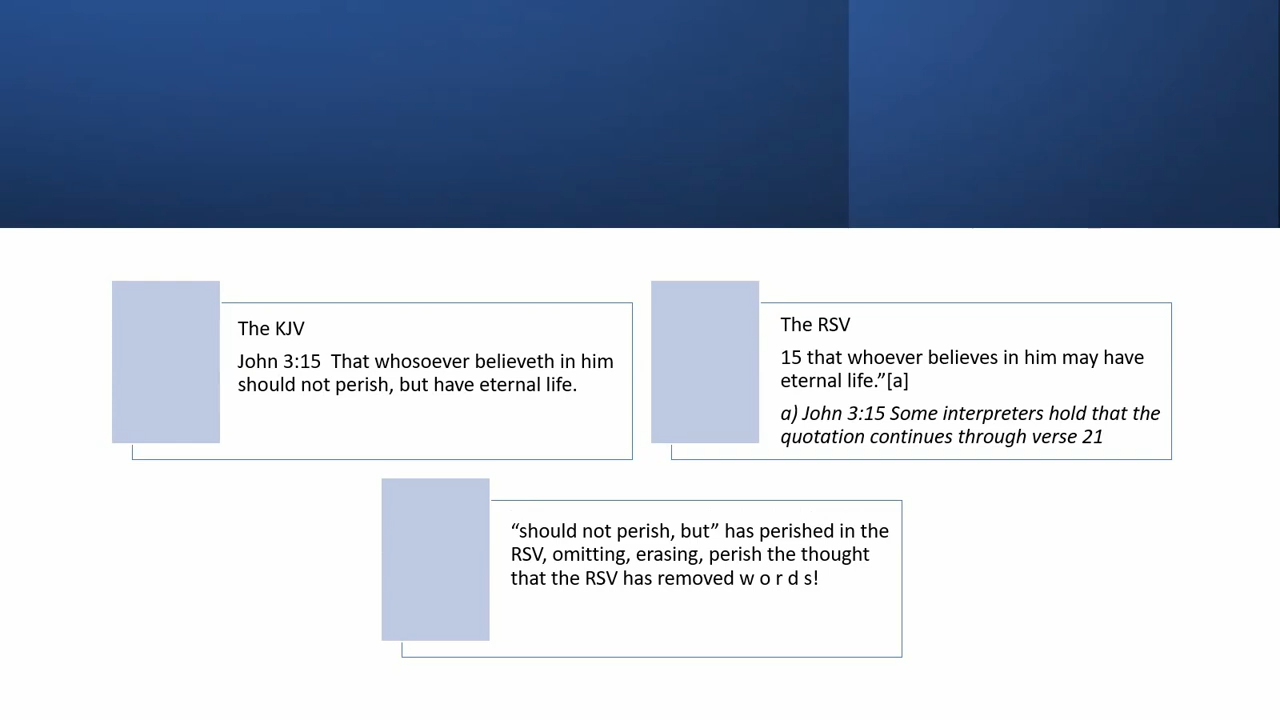 The KJV
John 3:15  That whosoever believeth in him
should not perish, but have eternal life.
The RSV
15 that whoever believes in him may have
eternal life.”[a]
a) John 3:15 Some interpreters hold that the
quotation continues through verse 21
“should not perish, but” has perished in the
RSV, omitting, erasing, perish the thought
that the RSV has removed w o r d s!